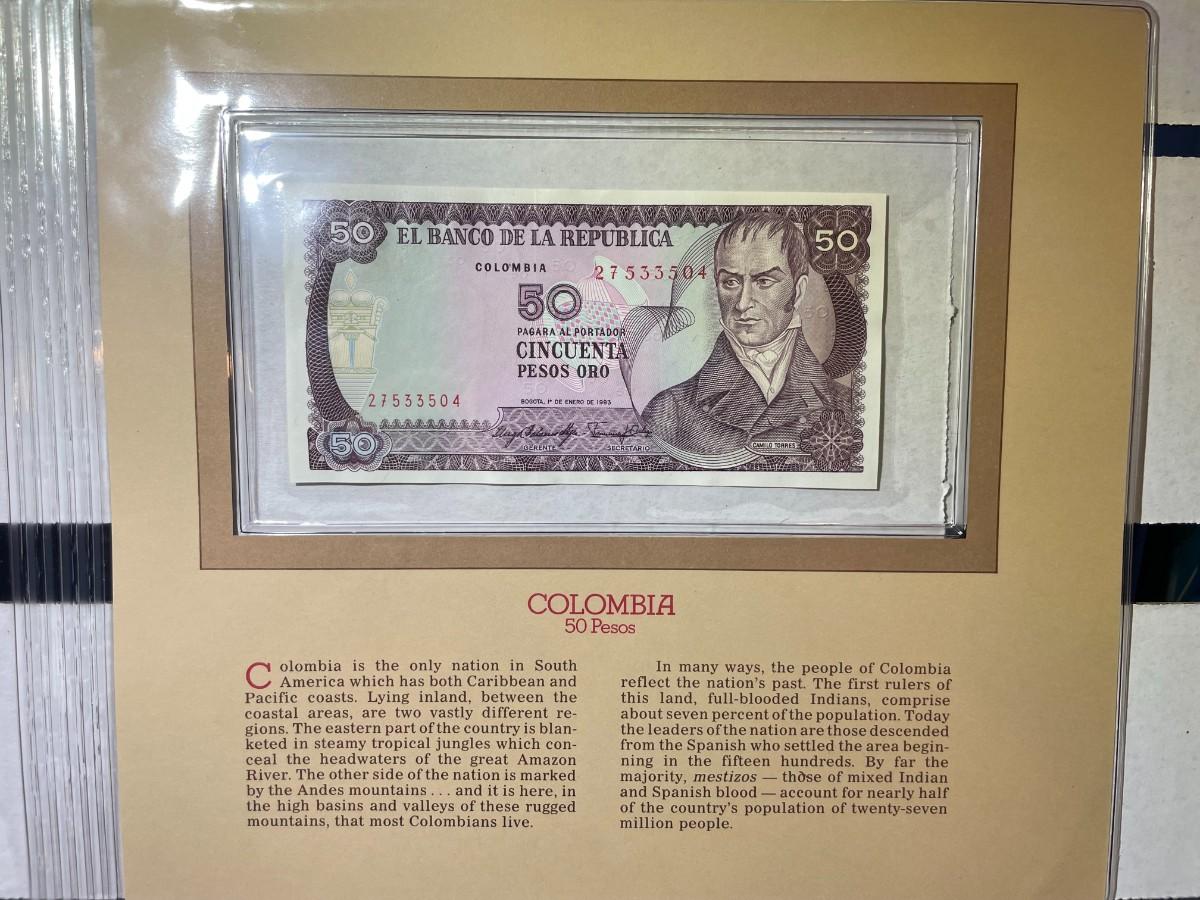 50
EL BANCO DE LA REPUBLICA
50
COLOMBIA
27533504
50
PAGARA AL PORTADOR
CINCUENTA
PESOS ORO
27533504
BOGOTA, 1º DE ENERO DE 1983
50
GERENTE
SECRETARIO
CAMILO TORRES
COLOMBIA
50 Pesos
Colombia is the only nation in South
America which has both Caribbean and
Pacific coasts. Lying inland, between the
coastal areas, are two vastly different re-
gions. The eastern part of the country is blan-
keted in steamy tropical jungles which con-
ceal the headwaters of the great Amazon
River. The other side of the nation is marked
by the Andes mountains . . . and it is here, in
the high basins and valleys of these rugged
mountains, that most Colombians live.
In many ways, the people of Colombia
reflect the nation's past. The first rulers of
this land, full-blooded Indians, comprise
about seven percent of the population. Today
the leaders of the nation are those descended
from the Spanish who settled the area begin-
ning in the fifteen hundreds. By far the
majority, mestizos — those of mixed Indian
and Spanish blood — account for nearly half
of the country's population of twenty-seven
million people.